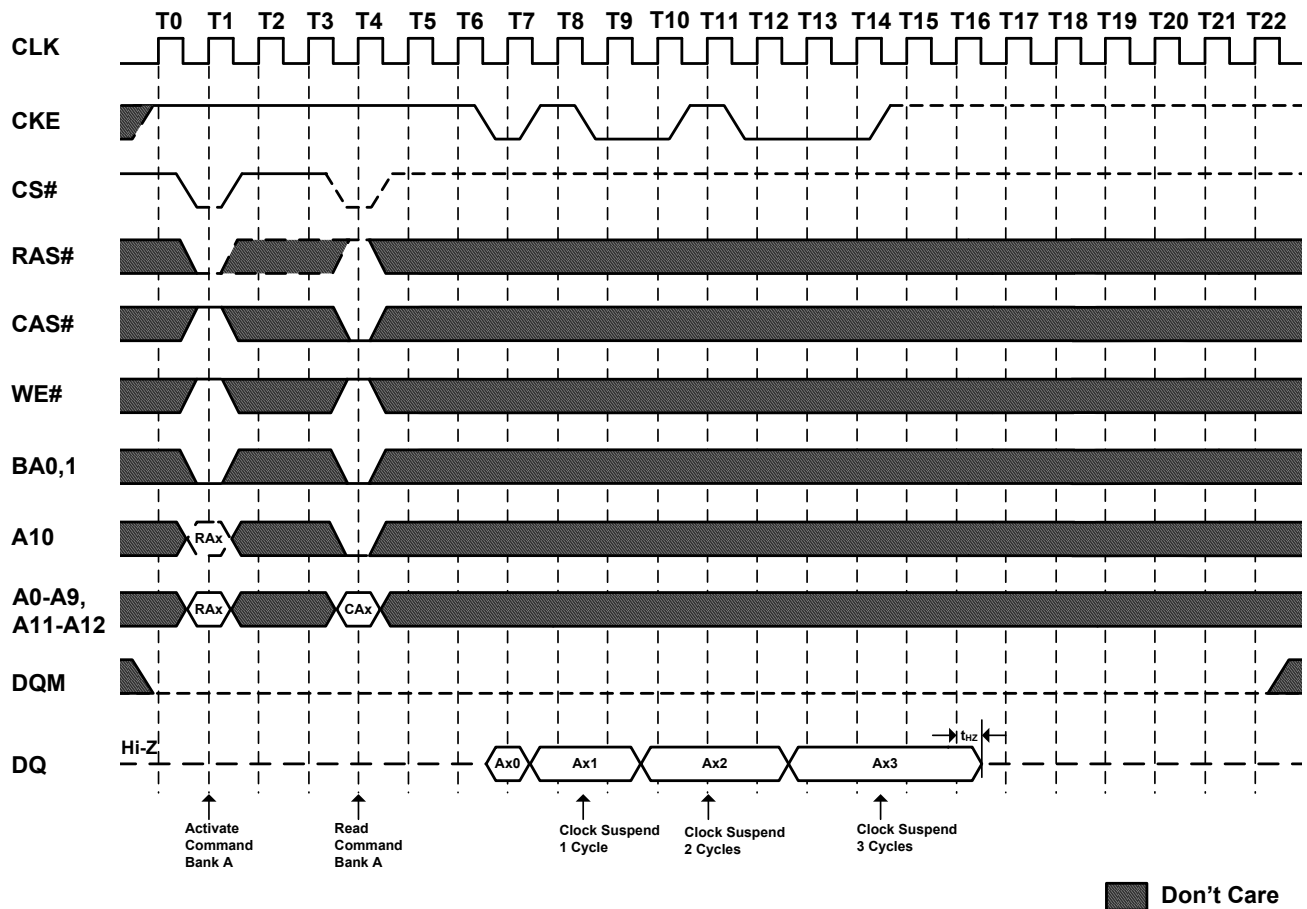 T0 T1 T2 T3 T4 T5 T6 T7 T8 T9 T10 T11 T12 T13 T14 T15 T16 T17 T18 T19 T20 T21 T22
CLK
CKE
CS#
RAS#
CAS#
WE#
BA0,1
A10
RAx
A0-A9,
A11-A12
RAx
CAx
DQM
DQ
Hi-Z
Ax0
Ax1
Ax2
Ax3
tHZ
Activate
Command
Bank A
Read
Command
Bank A
Clock Suspend
1 Cycle
Clock Suspend
2 Cycles
Clock Suspend
3 Cycles
Don't Care